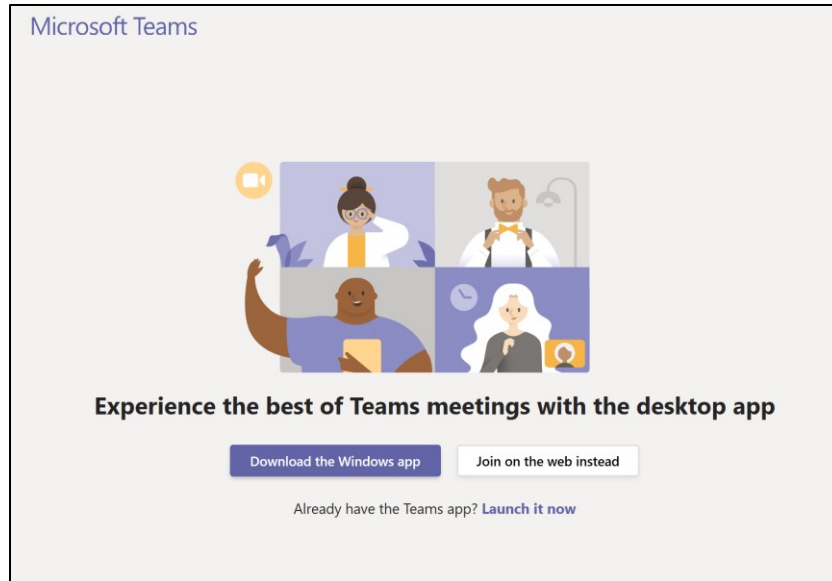 Microsoft Teams
Experience the best of Teams meetings with the desktop app
Download the Windows app
Join on the web instead
Already have the Teams app? Launch it now